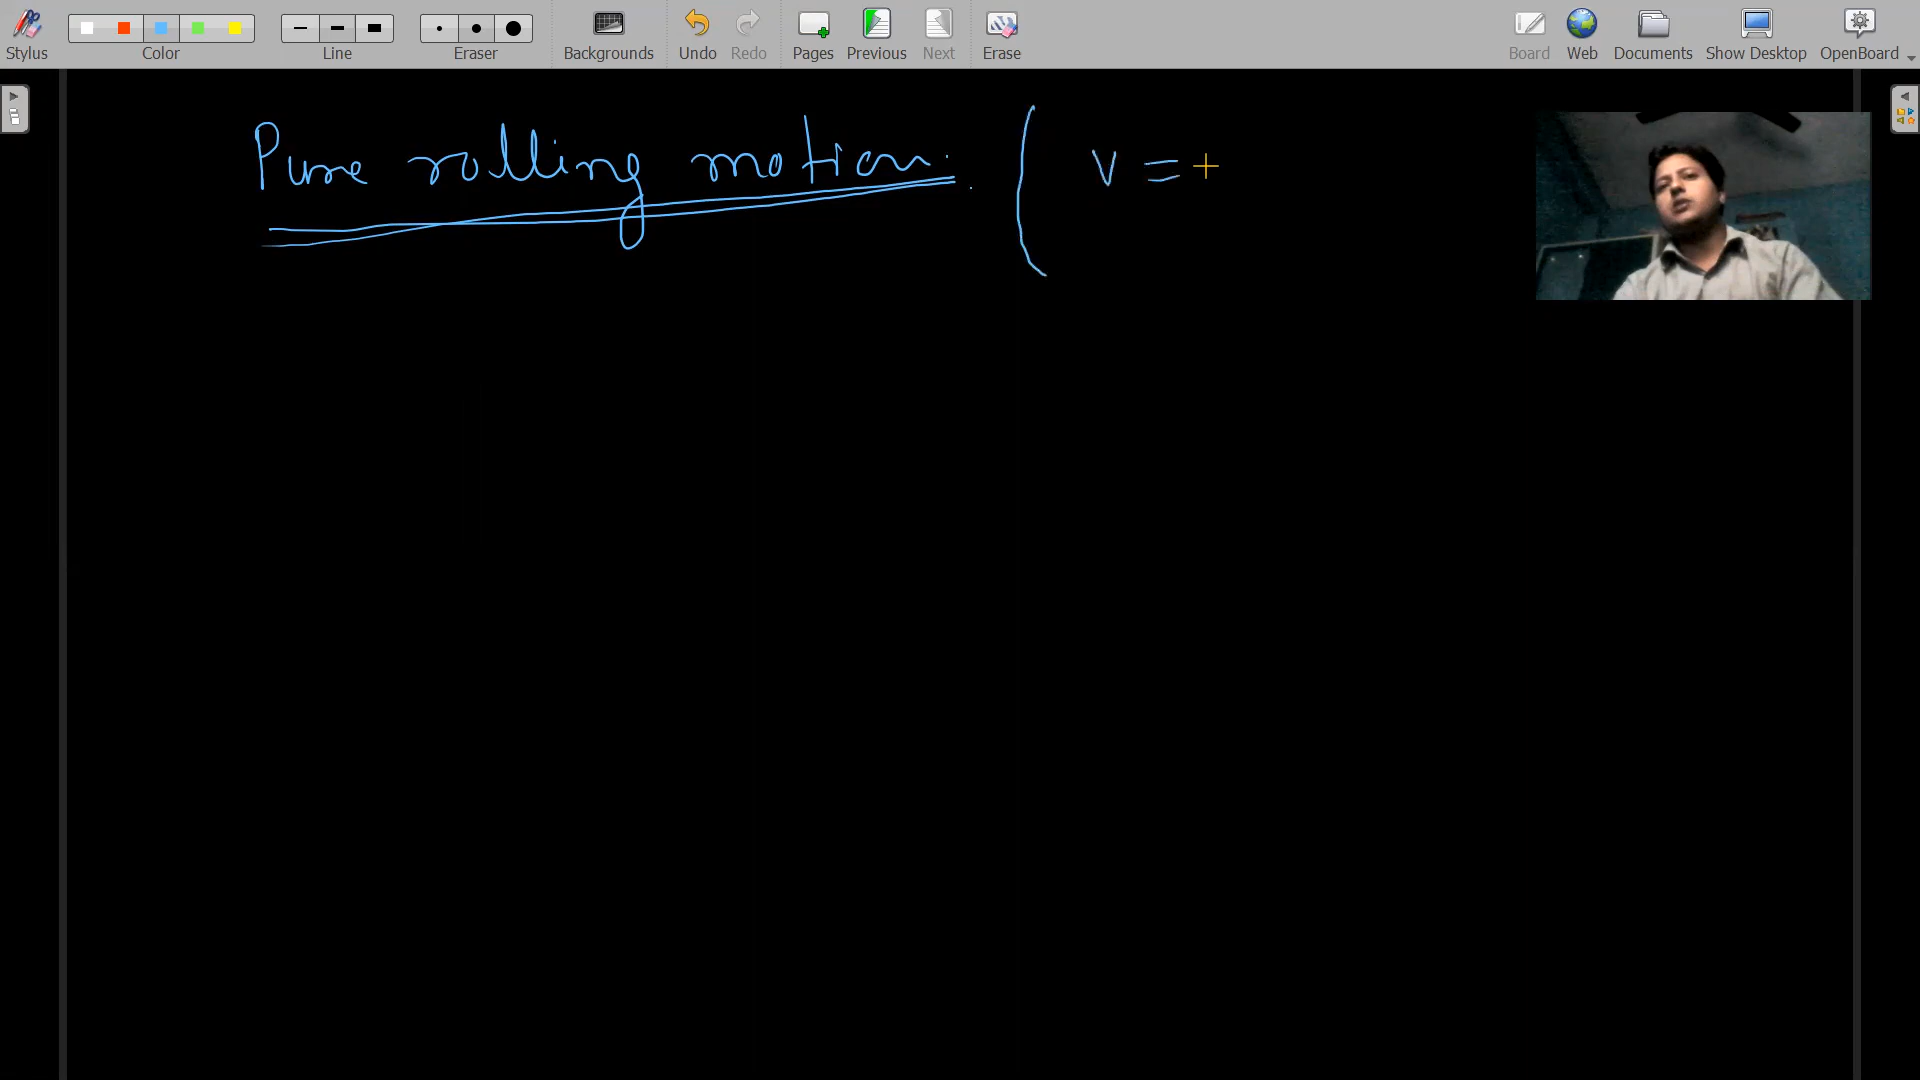 Stylus Color Line Eraser Backgrounds Undo Redo Pages Previous Next Erase Board Web Documents Show Desktop OpenBoard
Pure rolling motion. ( v =